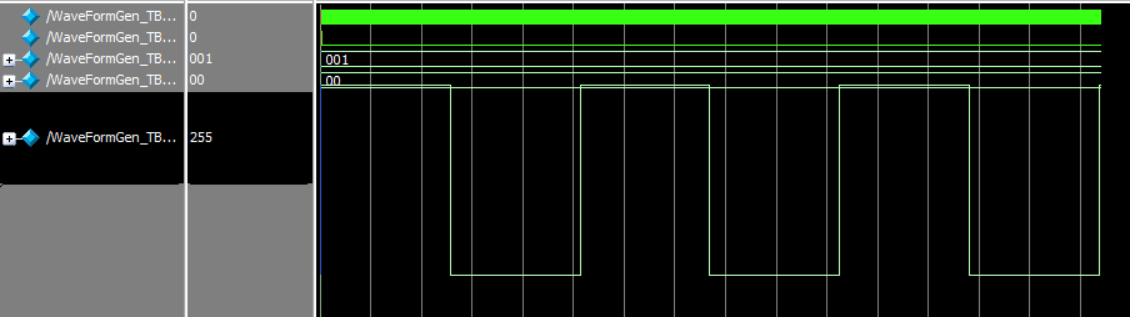 /WaveFormGen_TB... 0
/WaveFormGen_TB... 0
/WaveFormGen_TB... 001 001
/WaveFormGen_TB... 00 00
/WaveFormGen_TB... 255